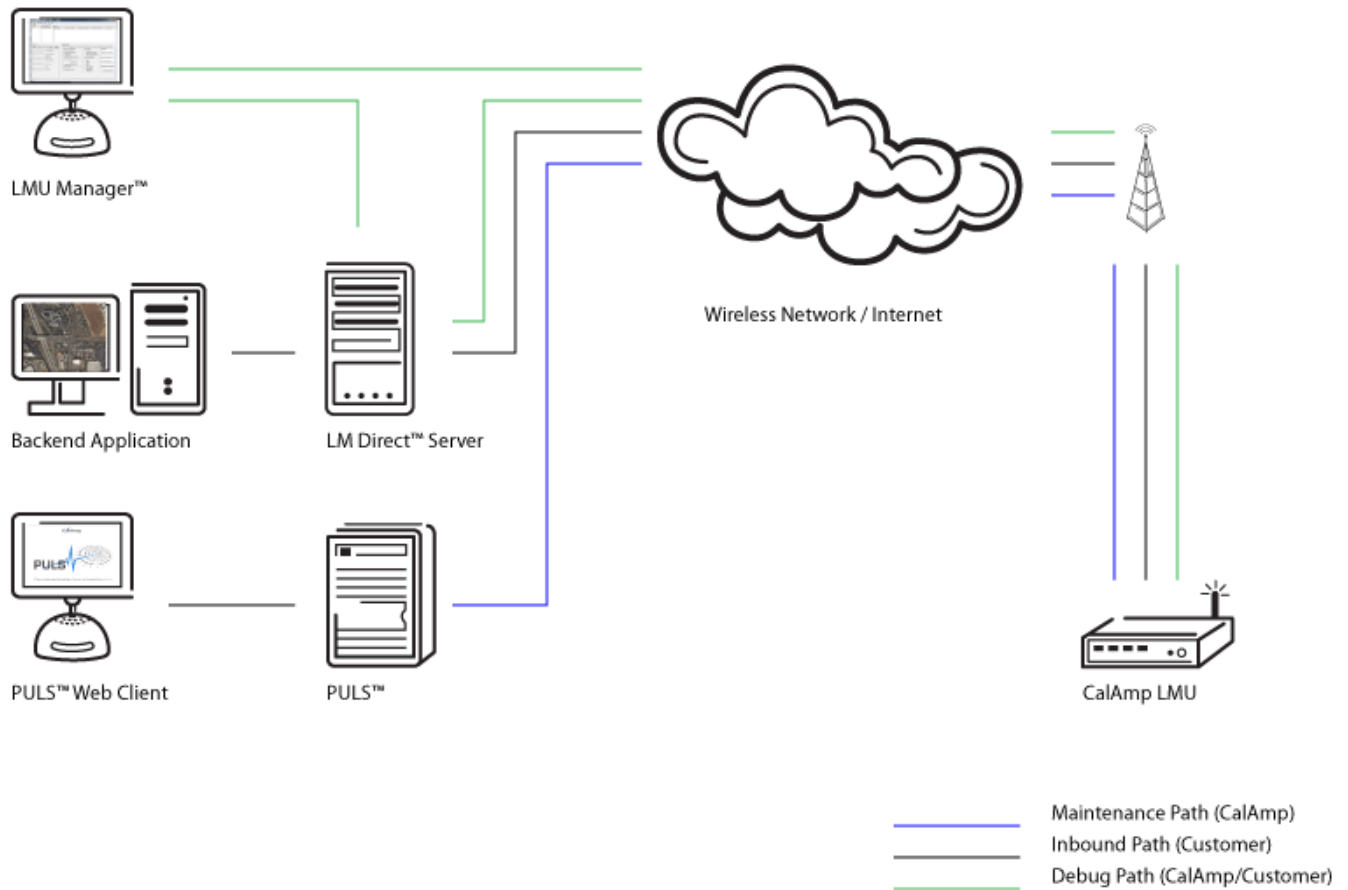 LMU Manager™
Wireless Network / Internet
Backend Application
LM Direct™ Server
PULS
PULS™ Web Client
PULS™
CalAmp LMU
Maintenance Path (CalAmp)
Inbound Path (Customer)
Debug Path (CalAmp/Customer)